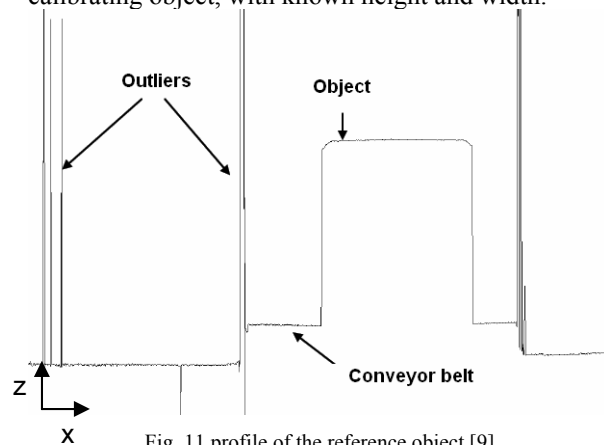 calibrating object, with known height and width.
Outliers
Object
Conveyor belt
Z
X
Fig. 11 profile of the reference object [9]